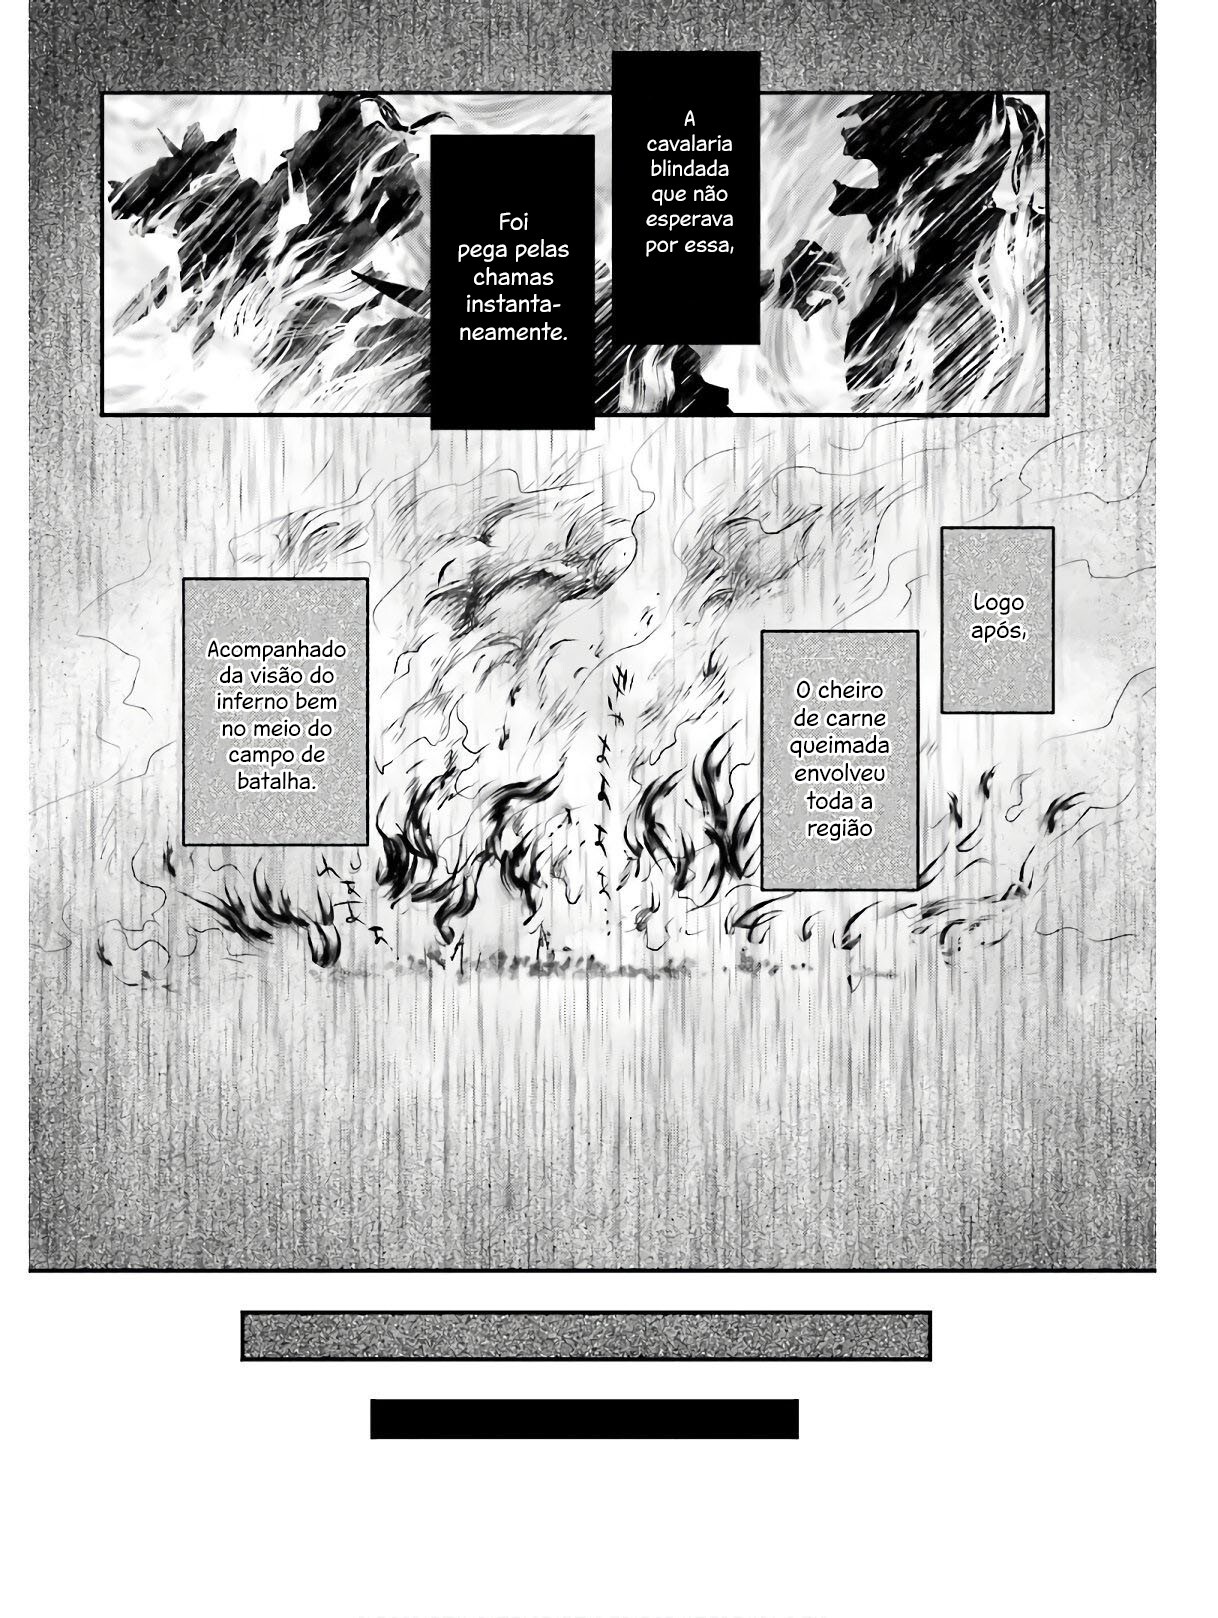 A
cavalaria
blindada
que não
esperava
por essa,
Foi
pega pelas
chamas
instanta-
neamente.
Logo
após,
O cheiro
de carne
queimada
envolveu
toda a
região
Acompanhado
da visão do
inferno bem
no meio do
campo de
batalha.